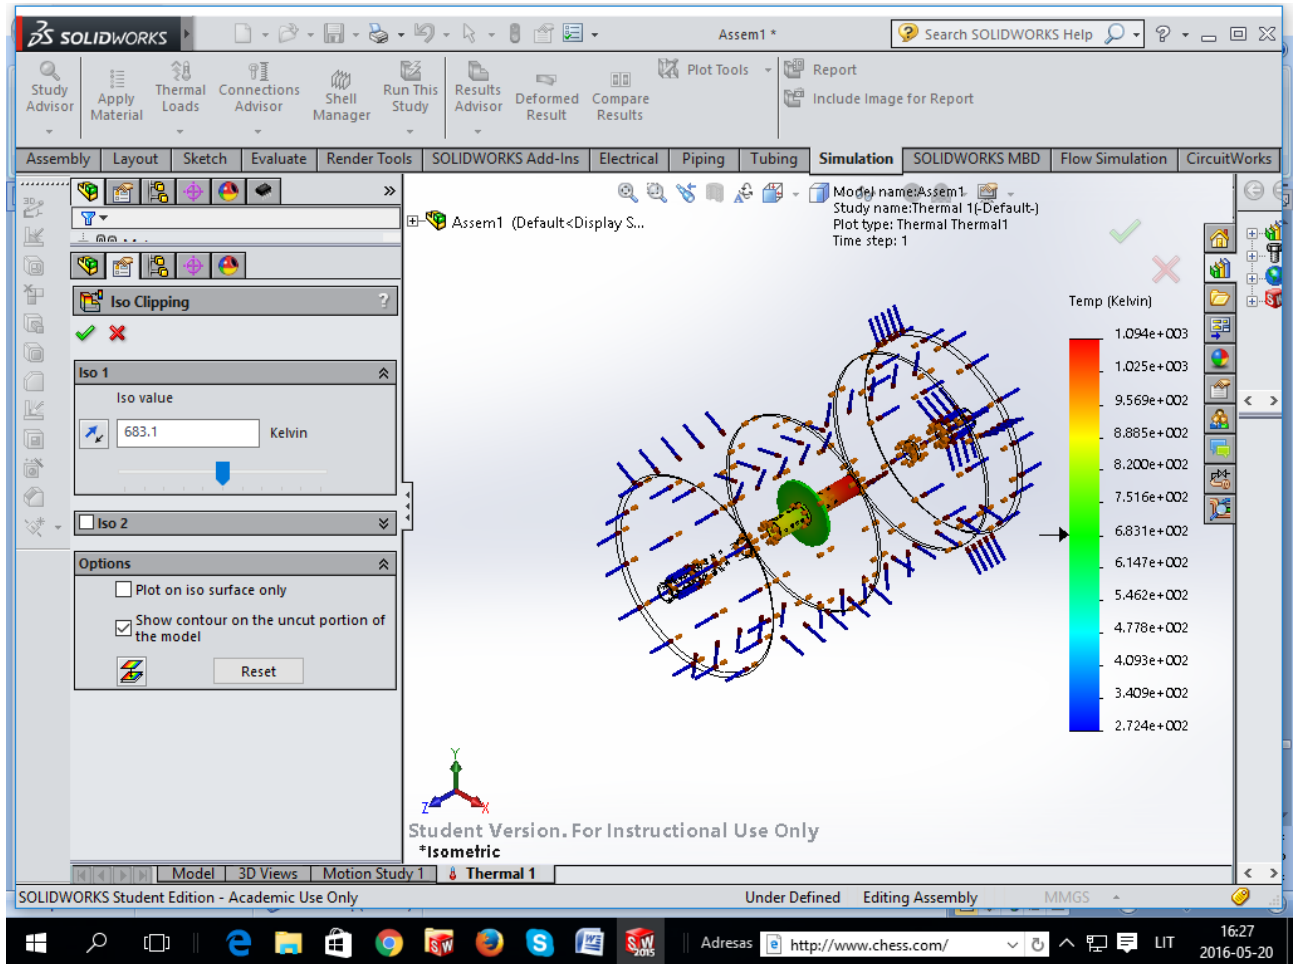 SOLIDWORKS
Assem1 *
Search SOLIDWORKS Help
Study Advisor
Apply Material
Thermal Loads
Connections Advisor
Shell Manager
Run This Study
Results Advisor
Deformed Result
Compare Results
Plot Tools
Report
Include Image for Report
Assembly Layout Sketch Evaluate Render Tools SOLIDWORKS Add-Ins Electrical Piping Tubing Simulation SOLIDWORKS MBD Flow Simulation CircuitWorks
Assem1 (Default<Display S...
Model name:Assem1
Study name:Thermal 1(-Default-)
Plot type: Thermal Thermal1
Time step: 1
Iso Clipping ?
Iso 1
Iso value
683.1 Kelvin
Iso 2
Options
Plot on iso surface only
Show contour on the uncut portion of
the model
Reset
Temp (Kelvin)
1.094e+003
1.025e+003
9.569e+002
8.885e+002
8.200e+002
7.516e+002
6.831e+002
6.147e+002
5.462e+002
4.778e+002
4.093e+002
3.409e+002
2.724e+002
Y
Z X
Student Version. For Instructional Use Only
*Isometric
Model 3D Views Motion Study 1 Thermal 1
SOLIDWORKS Student Edition - Academic Use Only Under Defined Editing Assembly MMGS
Adresas http://www.chess.com/ LIT 16:27
2016-05-20